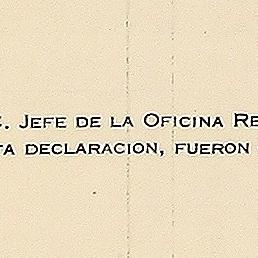 . JEFE DE LA OFICINA RE
TA DECLARACION, FUERON